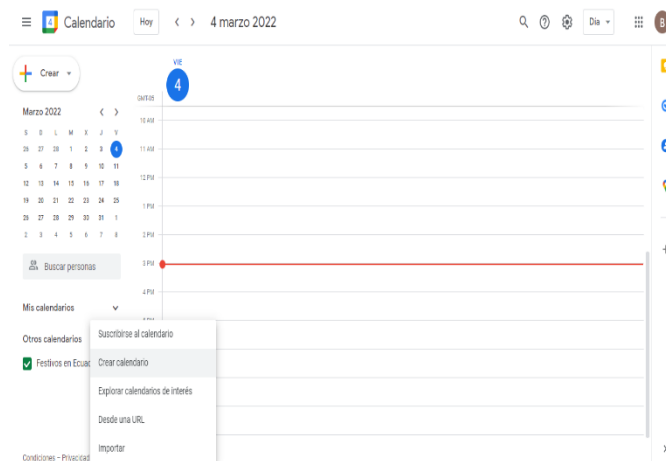 4 Calendario Hoy 4 marzo 2022 Día B
Crear
VIE
4
GMT-05
Marzo 2022
S D L M X J V
26 27 28 1 2 3 4
5 6 7 8 9 10 11
12 13 14 15 16 17 18
19 20 21 22 23 24 25
26 27 28 29 30 31 1
2 3 4 5 6 7 8
10 AM
11 AM
12 PM
1 PM
2 PM
3 PM
4 PM
Buscar personas
Mis calendarios
Otros calendarios
Festivos en Ecuad
Suscribirse al calendario
Crear calendario
Explorar calendarios de interés
Desde una URL
Importar
Condiciones – Privacidad